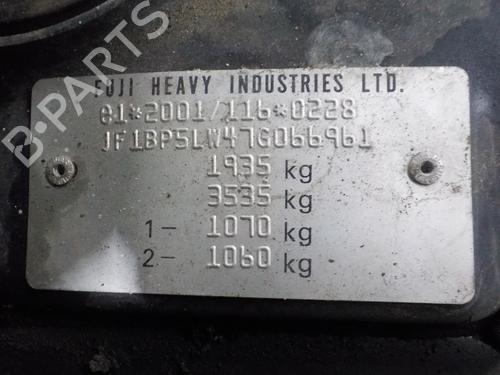 FUJI HEAVY INDUSTRIES LTD.
e1*2001/116*0228
JF1BP5LW47G066961
1935 kg
3535 kg
1- 1070 kg
2- 1060 kg